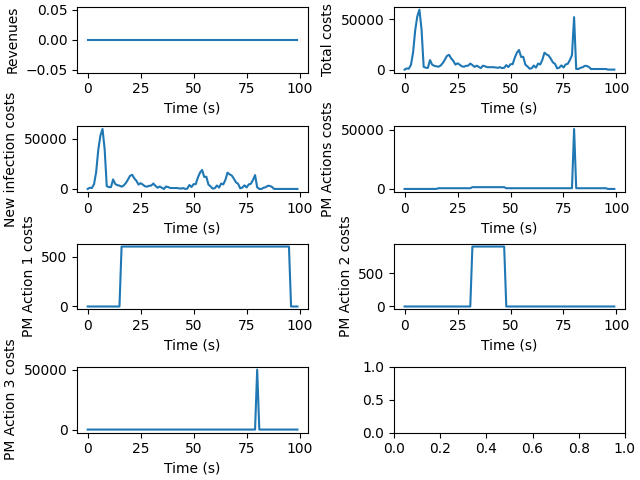 Revenues
0.05
0.00
−0.05
0 25 50 75 100
Time (s)
Total costs
50000
0
0 25 50 75 100
Time (s)
New infection costs
50000
0
0 25 50 75 100
Time (s)
PM Actions costs
50000
0
0 25 50 75 100
Time (s)
PM Action 1 costs
500
0
0 25 50 75 100
Time (s)
PM Action 2 costs
500
0
0 25 50 75 100
Time (s)
PM Action 3 costs
50000
0
0 25 50 75 100
Time (s)
1.0
0.5
0.0
0.0 0.2 0.4 0.6 0.8 1.0